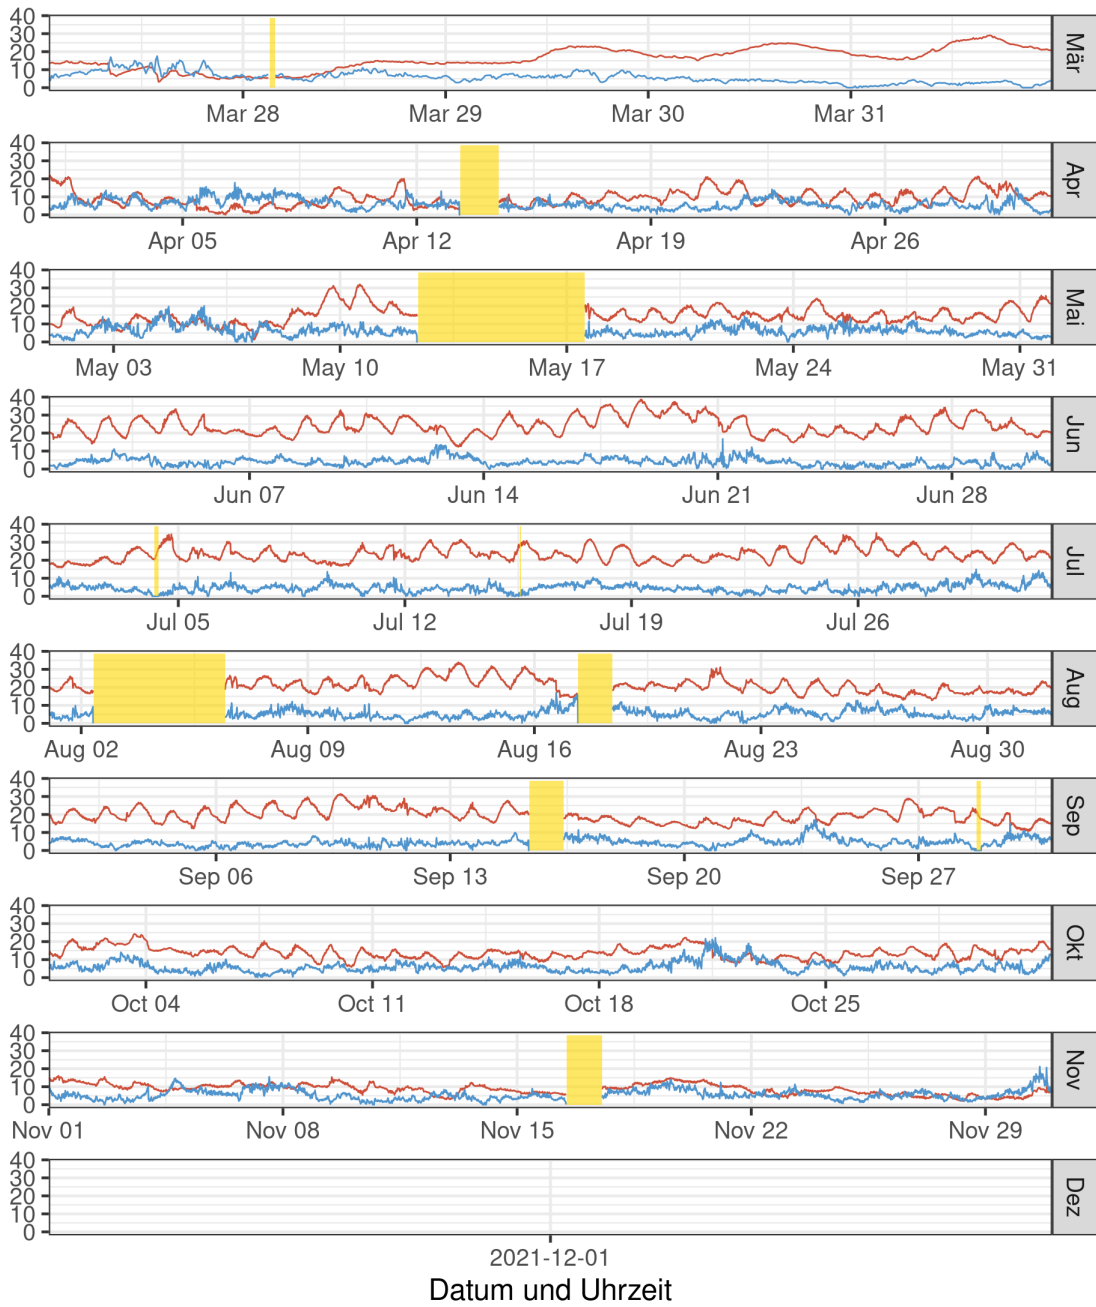 40
30
20
10
0
Mär
Mar 28 Mar 29 Mar 30 Mar 31
40
30
20
10
0
Apr
Apr 05 Apr 12 Apr 19 Apr 26
40
30
20
10
0
Mai
May 03 May 10 May 17 May 24 May 31
40
30
20
10
0
Jun
Jun 07 Jun 14 Jun 21 Jun 28
40
30
20
10
0
Jul
Jul 05 Jul 12 Jul 19 Jul 26
40
30
20
10
0
Aug
Aug 02 Aug 09 Aug 16 Aug 23 Aug 30
40
30
20
10
0
Sep
Sep 06 Sep 13 Sep 20 Sep 27
40
30
20
10
0
Okt
Oct 04 Oct 11 Oct 18 Oct 25
40
30
20
10
0
Nov
Nov 01 Nov 08 Nov 15 Nov 22 Nov 29
40
30
20
10
0
Dez
2021-12-01
Datum und Uhrzeit